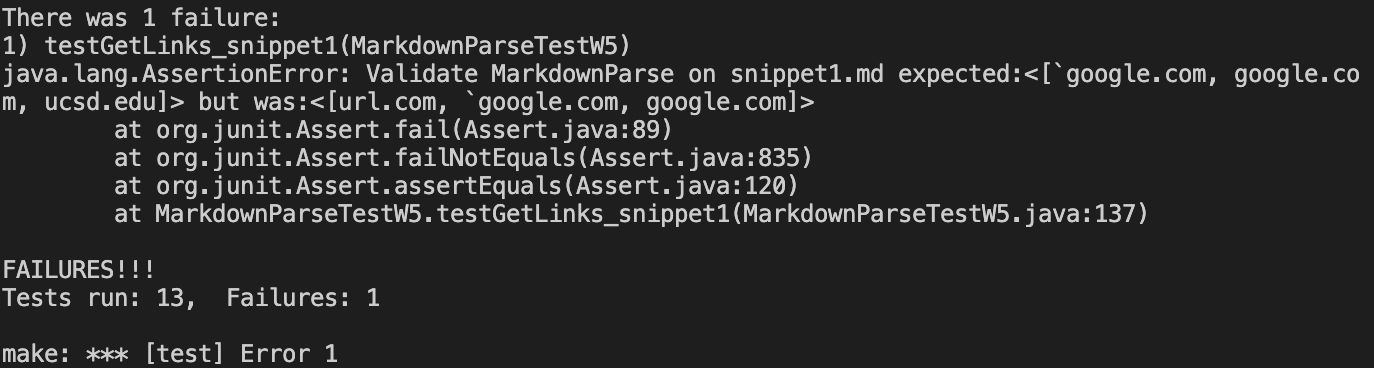 There was 1 failure:
1) testGetLinks_snippet1(MarkdownParseTestW5)
java.lang.AssertionError: Validate MarkdownParse on snippet1.md expected:<[`google.com, google.co
m, ucsd.edu]> but was:<[url.com, `google.com, google.com]>
        at org.junit.Assert.fail(Assert.java:89)
        at org.junit.Assert.failNotEquals(Assert.java:835)
        at org.junit.Assert.assertEquals(Assert.java:120)
        at MarkdownParseTestW5.testGetLinks_snippet1(MarkdownParseTestW5.java:137)
FAILURES!!!
Tests run: 13,  Failures: 1
make: *** [test] Error 1